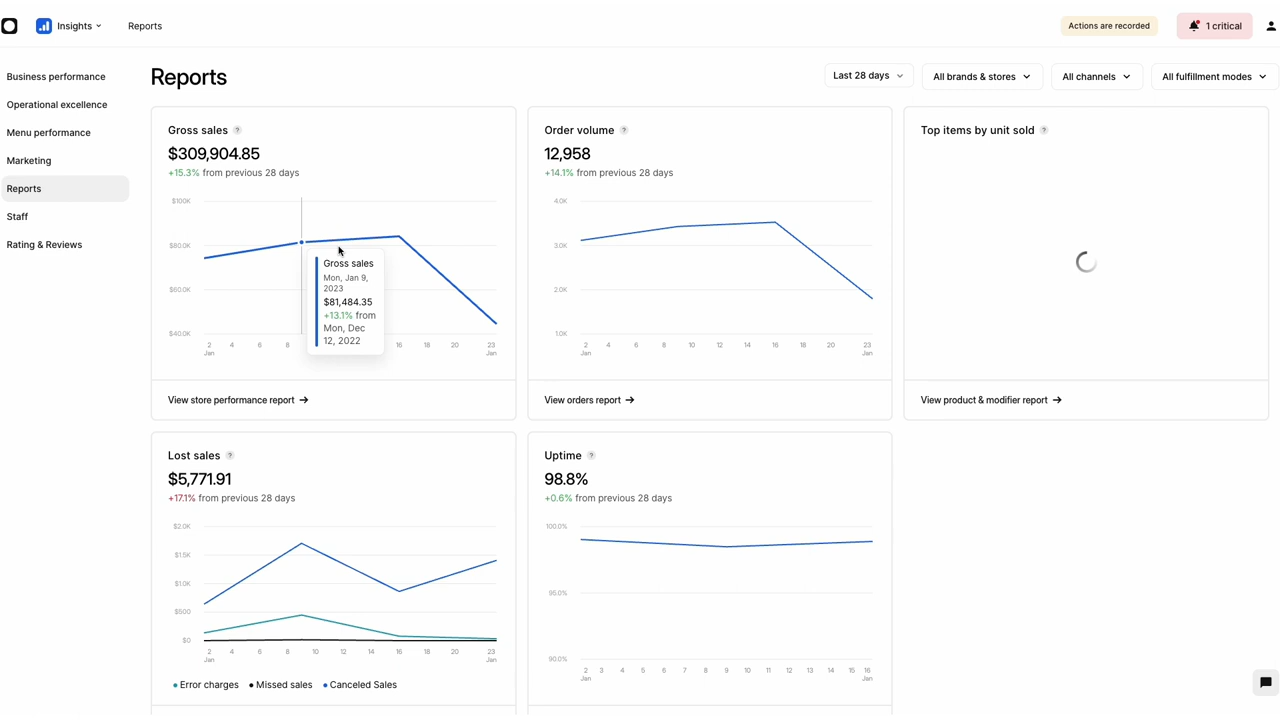 Insights
Reports
Actions are recorded
1 critical
Business performance
Operational excellence
Menu performance
Marketing
Reports
Staff
Rating & Reviews
Reports
Last 28 days
All brands & stores
All channels
All fulfillment modes
Gross sales ?
$309,904.85
+15.3% from previous 28 days
$100K
$80.0K
$60.0K
$40.0K
2 4 6 8 16 18 20 23
Jan Jan
Gross sales
Mon, Jan 9,
2023
$81,484.35
+13.1% from
Mon, Dec
12, 2022
View store performance report →
Order volume ?
12,958
+14.1% from previous 28 days
4.0K
3.0K
2.0K
1.0K
2 4 6 8 10 12 14 16 18 20 23
Jan Jan
View orders report →
Top items by unit sold ?
View product & modifier report →
Lost sales ?
$5,771.91
+17.1% from previous 28 days
$2.0K
$1.5K
$1.0K
$500
$0
2 4 6 8 10 12 14 16 18 20 23
Jan Jan
Error charges Missed sales Canceled Sales
Uptime ?
98.8%
+0.6% from previous 28 days
100.0%
95.0%
90.0%
2 3 4 5 6 7 8 9 10 11 12 13 14 15 16
Jan Jan